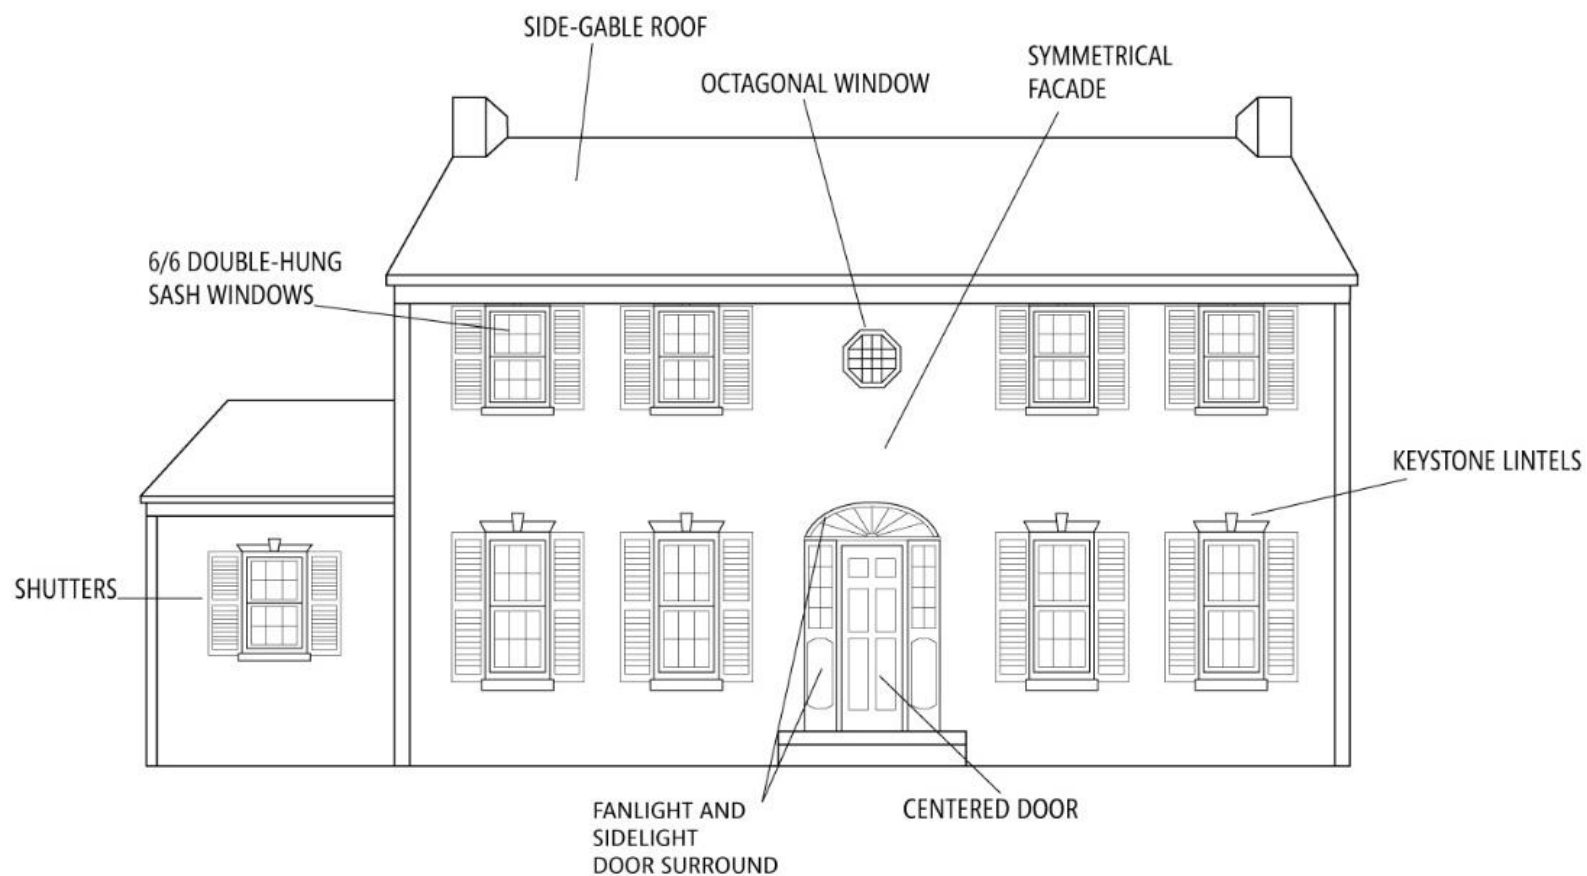 SIDE-GABLE ROOF
OCTAGONAL WINDOW
SYMMETRICAL
FACADE
6/6 DOUBLE-HUNG
SASH WINDOWS
KEYSTONE LINTELS
SHUTTERS
FANLIGHT AND
SIDELIGHT
DOOR SURROUND
CENTERED DOOR